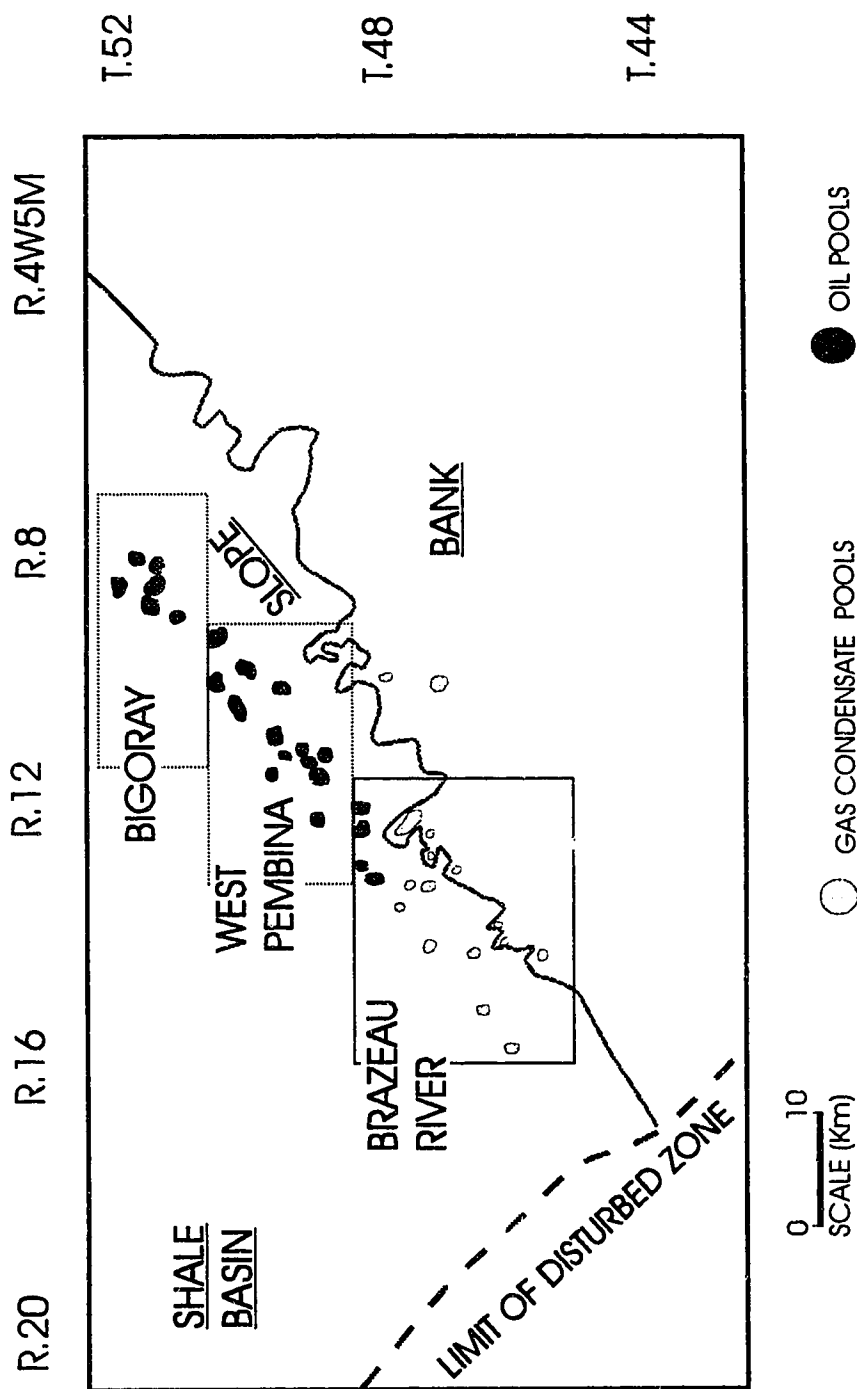 R.20
R.16
R.12
R.8
R.4W5M
T.52
T.48
T.44
SHALE
BASIN
BIGORAY
WEST
PEMBINA
SLOPE
BRAZEAU
RIVER
BANK
LIMIT OF DISTURBED ZONE
0 10
SCALE (Km)
GAS CONDENSATE POOLS
OIL POOLS